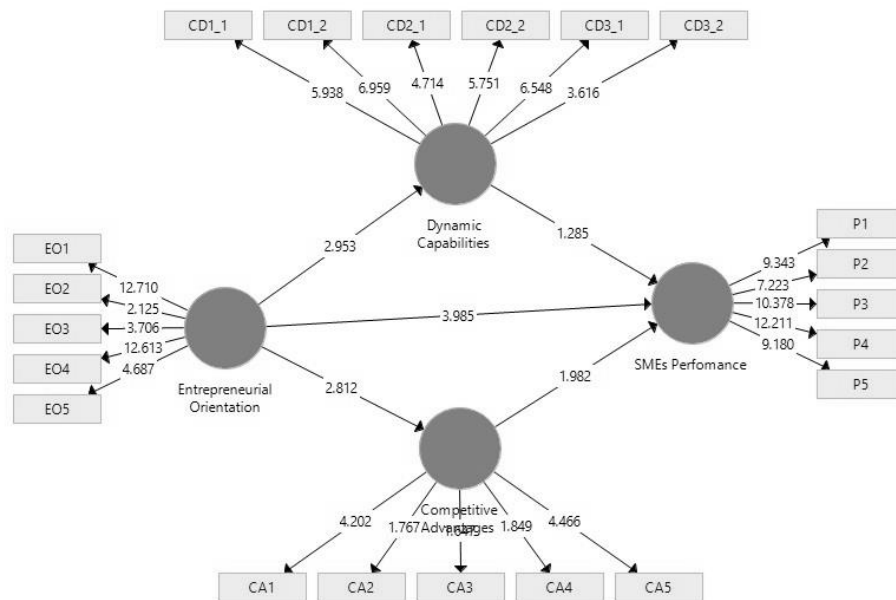 CD1_1 CD1_2 CD2_1 CD2_2 CD3_1 CD3_2
5.938 6.959 4.714 5.751 6.548 3.616
Dynamic
Capabilities
EO1
EO2
EO3
EO4
EO5
12.710
2.125
3.706
12.613
4.687
Entrepreneurial
Orientation
2.953
1.285
3.985
2.812
1.982
P1
P2
P3
P4
P5
9.343
7.223
10.378
12.211
9.180
SMEs Perfomance
Competitive
Advantages
4.202 1.767 1.849 4.466
CA1 CA2 CA3 CA4 CA5